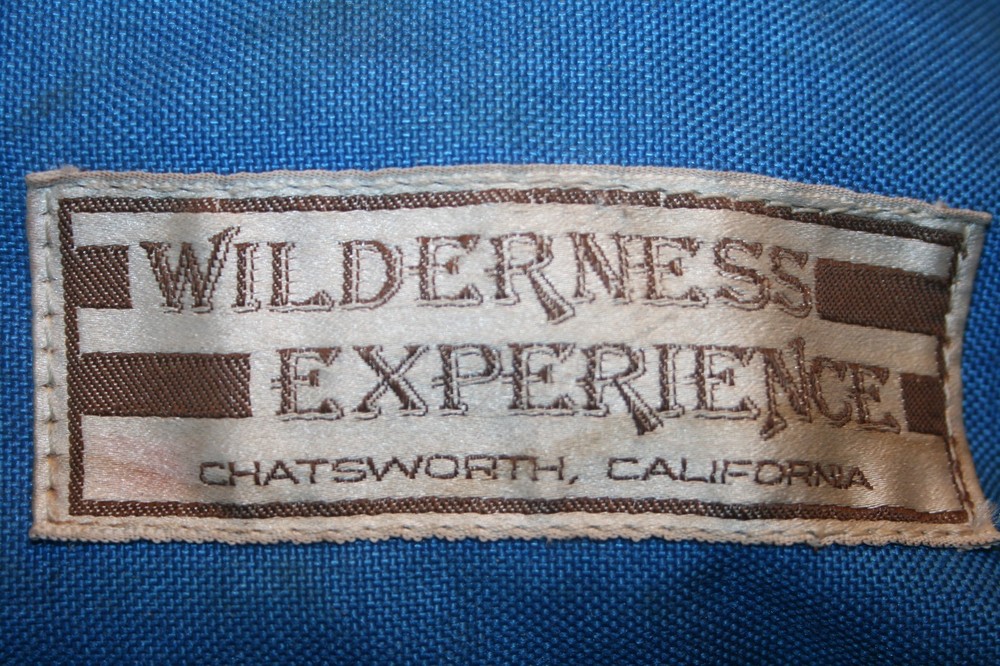 WILDERNESS
EXPERIENCE
CHATSWORTH, CALIFORNIA